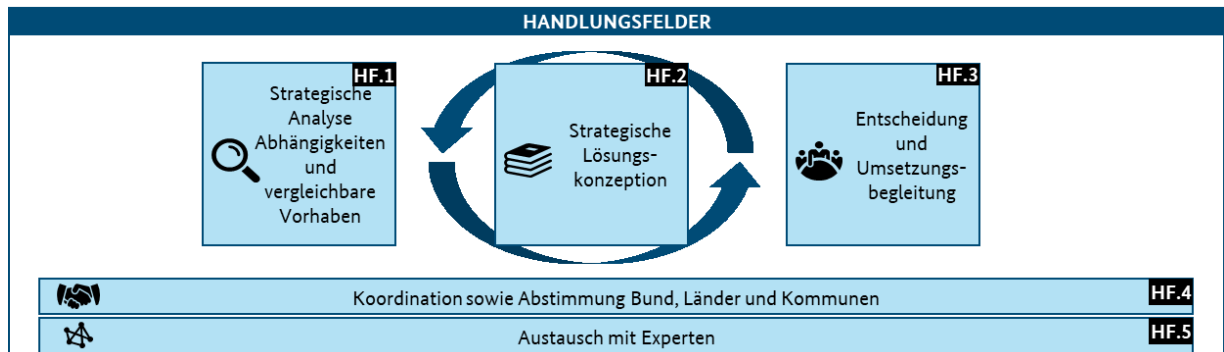 HANDLUNGSFELDER
HF.1
Strategische
Analyse
Abhängigkeiten
und
vergleichbare
Vorhaben
HF.2
Strategische
Lösungs-
konzeption
HF.3
Entscheidung
und
Umsetzungs-
begleitung
Koordination sowie Abstimmung Bund, Länder und Kommunen
HF.4
Austausch mit Experten
HF.5